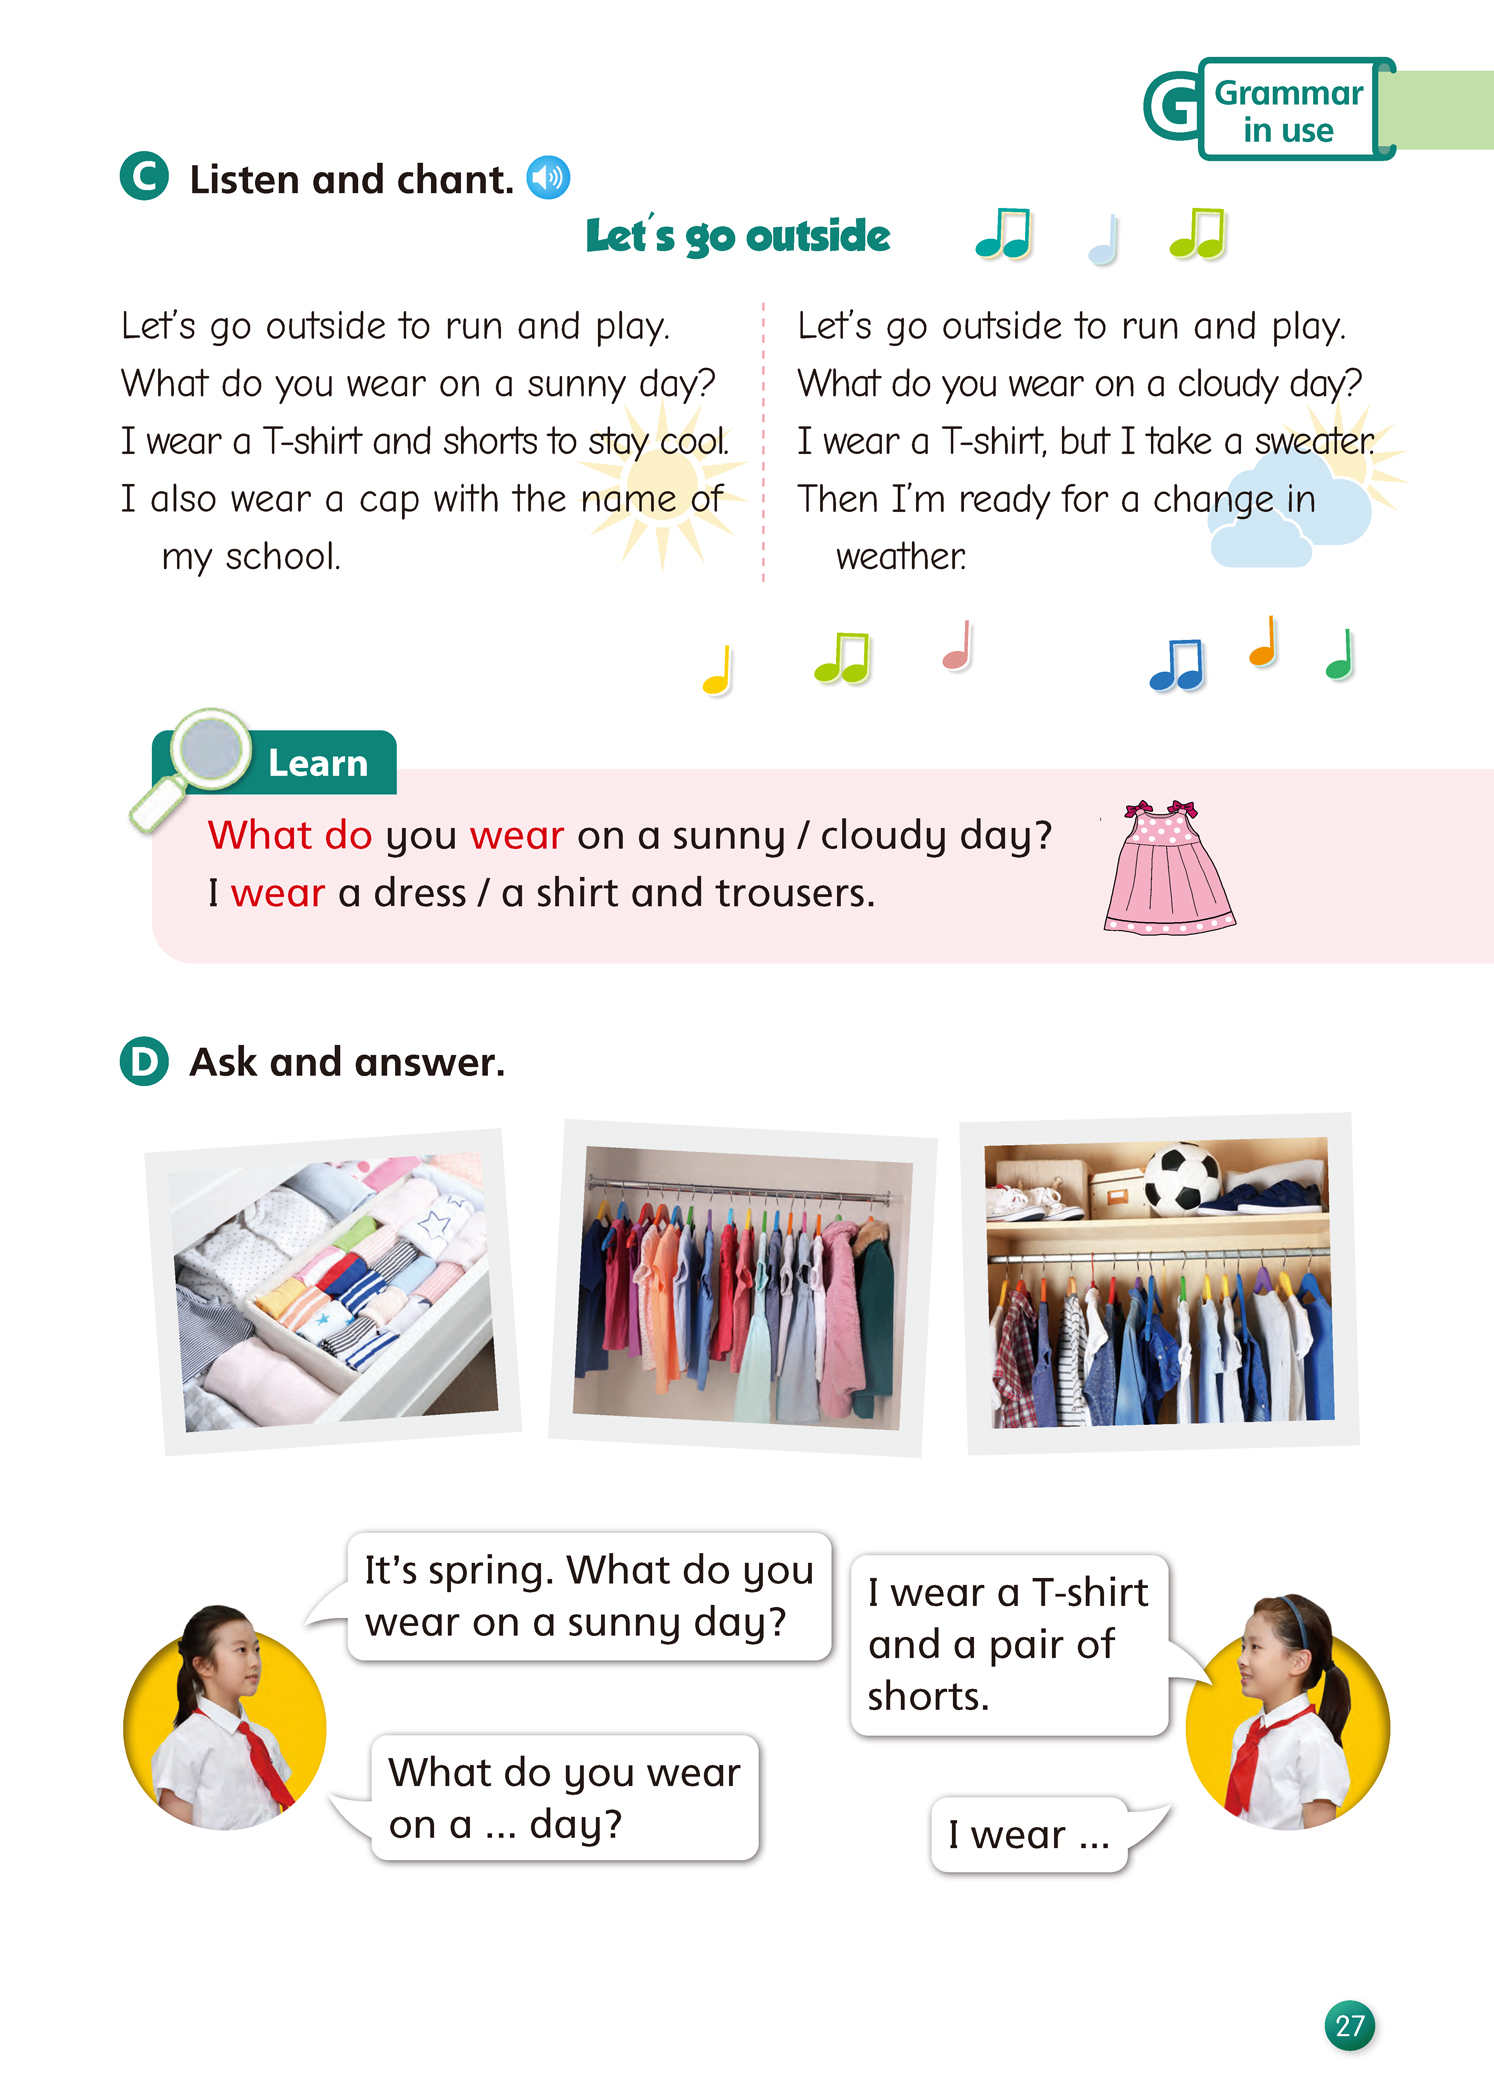 G
Grammar
in use
C Listen and chant.
Let's go outside
Let's go outside to run and play.
What do you wear on a sunny day?
I wear a T-shirt and shorts to stay cool.
I also wear a cap with the name of
my school.
Let's go outside to run and play.
What do you wear on a cloudy day?
I wear a T-shirt, but I take a sweater.
Then I'm ready for a change in
weather.
Learn
What do you wear on a sunny / cloudy day?
I wear a dress / a shirt and trousers.
D Ask and answer.
It's spring. What do you
wear on a sunny day?
I wear a T-shirt
and a pair of
shorts.
What do you wear
on a ... day?
I wear ...
27